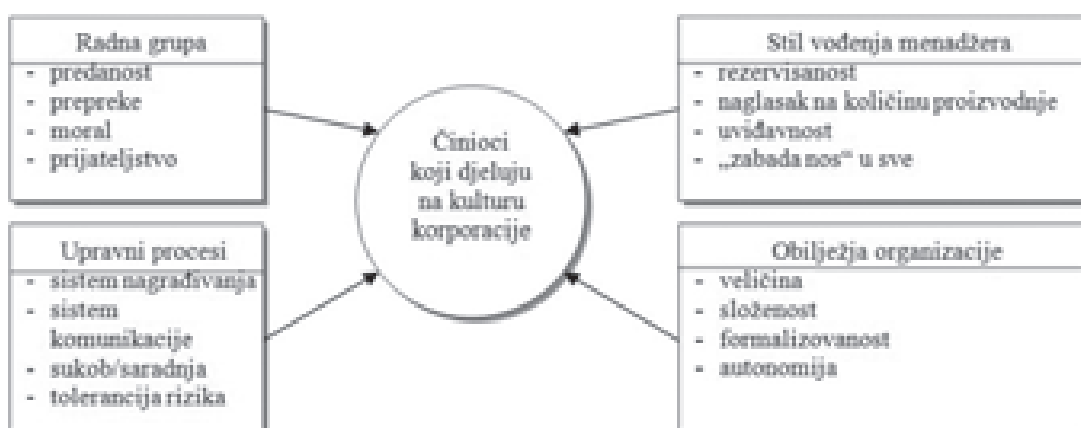 Radna grupa
- predanost
- prepreke
- moral
- prijateljstvo
Stil vođenja menadžera
- rezervisanost
- naglasak na količinu proizvodnje
- uviđavnost
- „zabada nos“ u sve
Činioci
koji djeluju
na kulturu
korporacije
Upravni procesi
- sistem nagrađivanja
- sistem
komunikacije
- sukob/saradnja
- tolerancija rizika
Obilježja organizacije
- veličina
- složenost
- formalizovanost
- autonomija